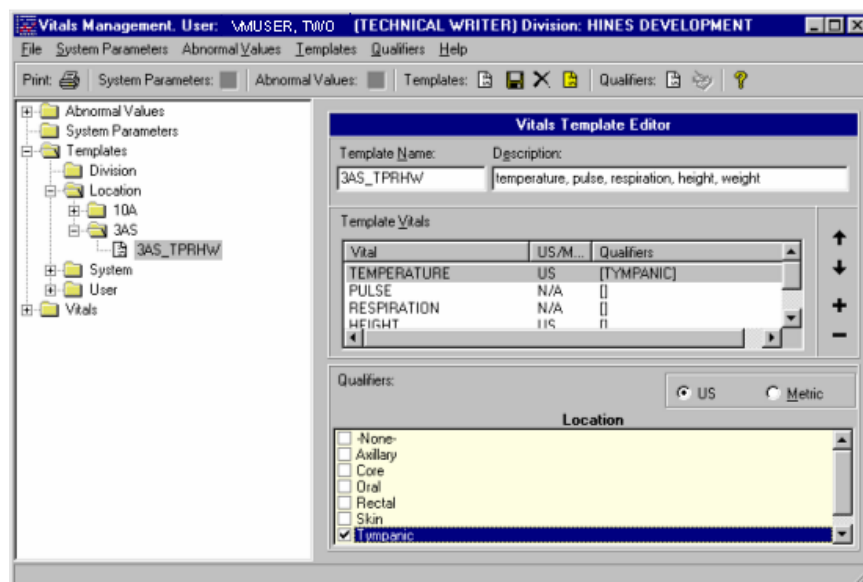 Vitals Management. User: VMUSER, TWO (TECHNICAL WRITER) Division: HINES DEVELOPMENT
File System Parameters Abnormal Values Templates Qualifiers Help
Print: System Parameters: Abnormal Values: Templates: Qualifiers:
Abnormal Values
System Parameters
Templates
Division
Location
10A
3AS
3AS_TPRHW
System
User
Vitals
Vitals Template Editor
Template Name: Description:
3AS_TPRHW temperature, pulse, respiration, height, weight
Template Vitals
Vital US/M... Qualifiers
TEMPERATURE US [TYMPANIC]
PULSE N/A []
RESPIRATION N/A []
HEIGHT US []
Qualifiers:
US Metric
Location
-None-
Axillary
Core
Oral
Rectal
Skin
Tympanic